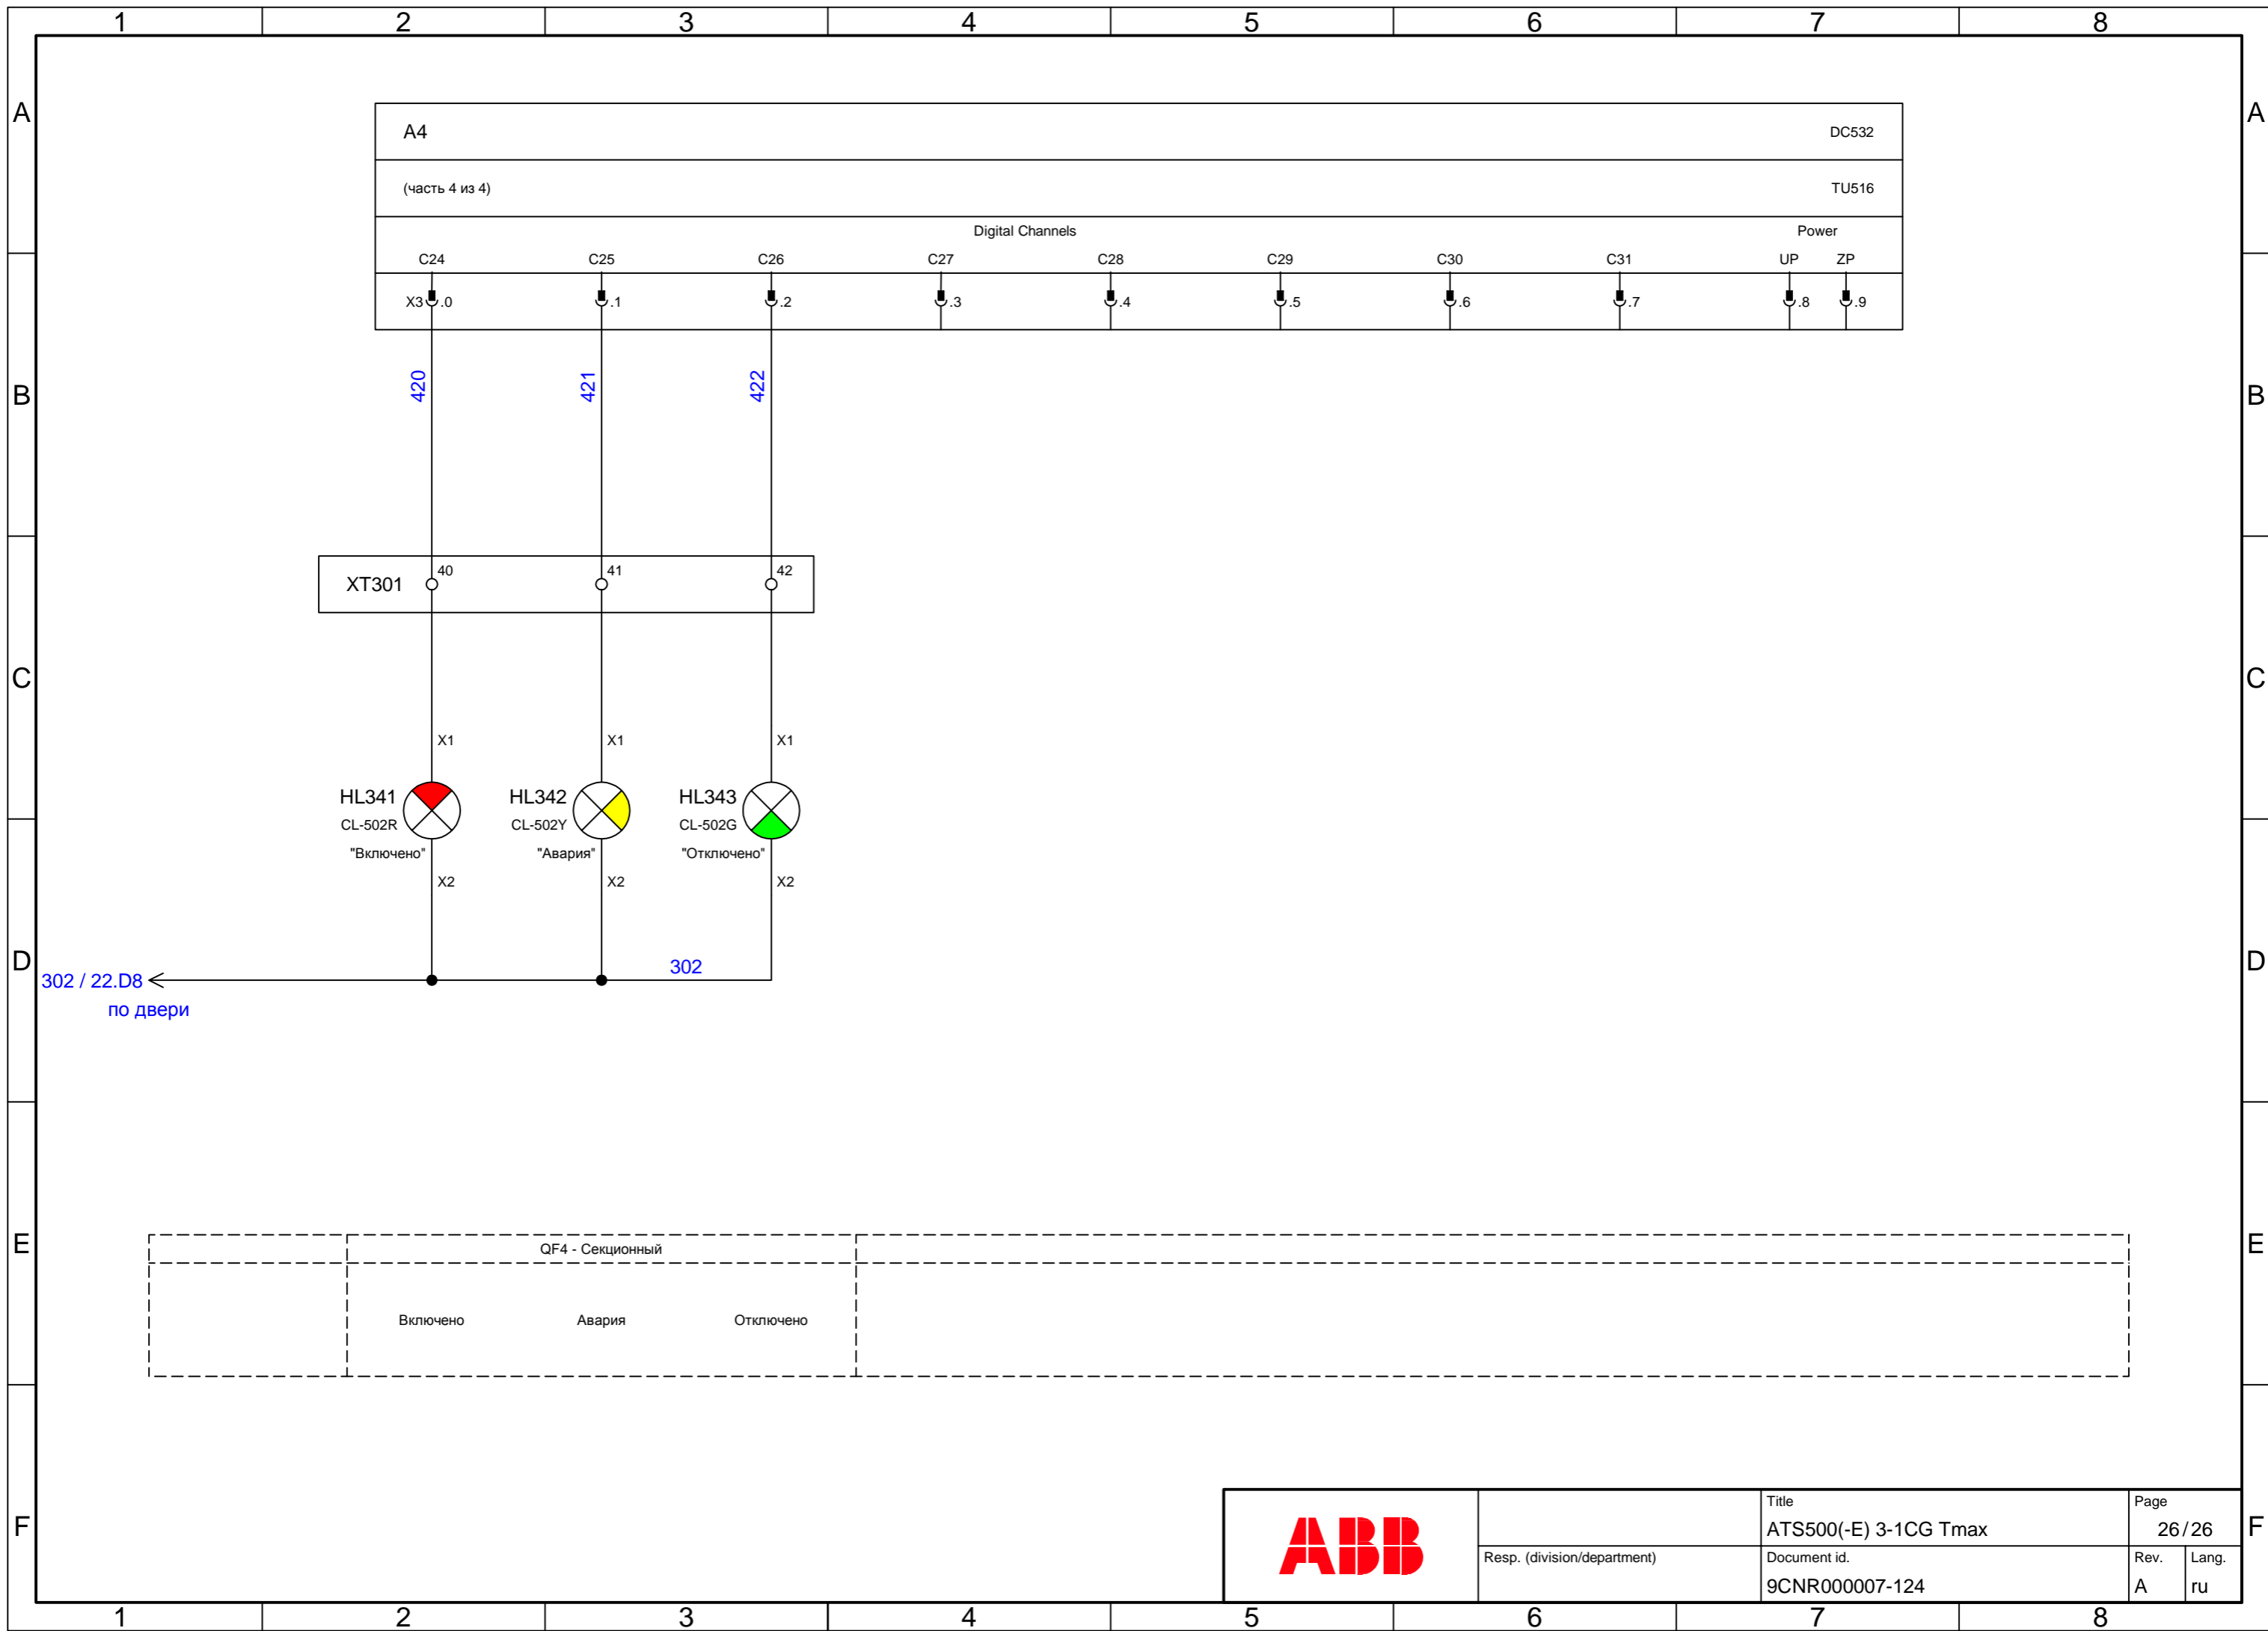 1 2 3 4 5 6 7 8
A A
A4 DC532
(часть 4 из 4) TU516
Digital Channels Power
C24 C25 C26 C27 C28 C29 C30 C31 UP ZP
X3 .0 .1 .2 .3 .4 .5 .6 .7 .8 .9
420 421 422
B B
XT301 40 41 42
C C
X1 X1 X1
HL341 HL342 HL343
CL-502R CL-502Y CL-502G
"Включено" "Авария" "Отключено"
X2 X2 X2
D D
302
302 / 22.D8
по двери
E E
QF4 - Секционный
Включено Авария Отключено
F F
ABB
Title Page
ATS500(-E) 3-1CG Tmax 26/26
Resp. (division/department) Document id. Rev. Lang.
9CNR000007-124 A ru
1 2 3 4 5 6 7 8